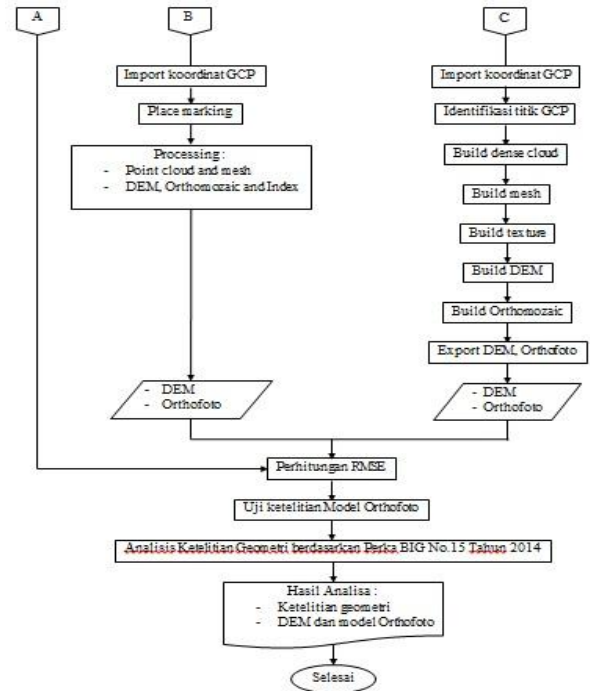 A
B
C
Import koordinat GCP
Place marking
Processing :
- Point cloud and mesh
- DEM, Orthomozaic and Index
- DEM
- Orthofoto
Import koordinat GCP
Identifikasi titik GCP
Build dense cloud
Build mesh
Build texture
Build DEM
Build Orthomozaic
Export DEM, Orthofoto
- DEM
- Orthofoto
Perhitungan RMSE
Uji ketelitian Model Orthofoto
Analisis Ketelitian Geometri berdasarkan Perka BIG No.15 Tahun 2014
Hasil Analisa :
- Ketelitian geometri
- DEM dan model Orthofoto
Selesai